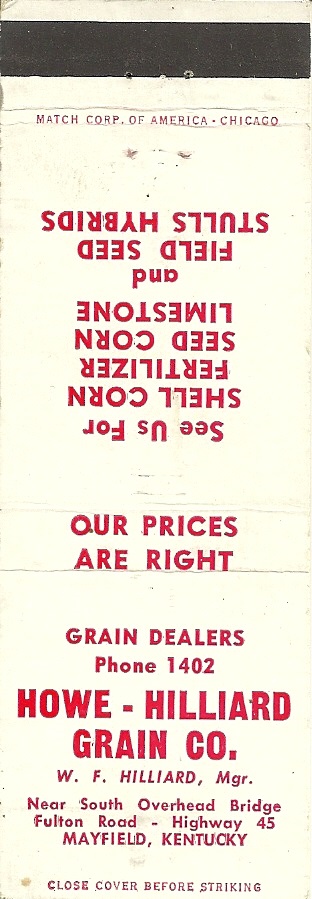 MATCH CORP. OF AMERICA - CHICAGO
See Us For
SHELL CORN
FERTILIZER
SEED CORN
LIMESTONE
and
FIELD SEED
STULLS HYBRIDS
OUR PRICES
ARE RIGHT
GRAIN DEALERS
Phone 1402
HOWE - HILLIARD
GRAIN CO.
W. F. HILLIARD, Mgr.
Near South Overhead Bridge
Fulton Road - Highway 45
MAYFIELD, KENTUCKY
CLOSE COVER BEFORE STRIKING